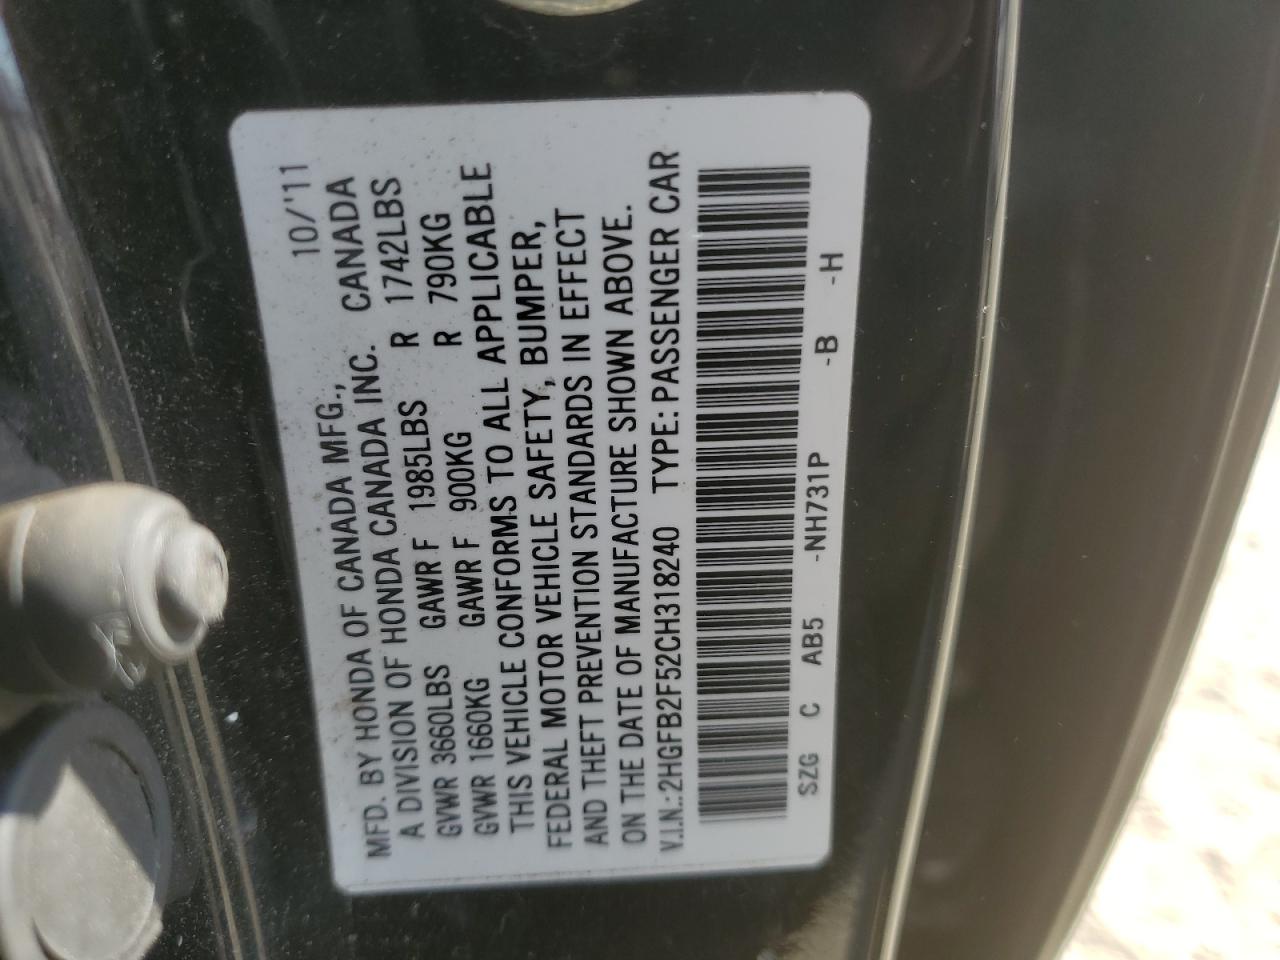 10/'11
MFD. BY HONDA OF CANADA MFG.,
A DIVISION OF HONDA CANADA INC. CANADA
GVWR 3660LBS GAWR F 1985LBS R 1742LBS
GVWR 1660KG GAWR F 900KG R 790KG
THIS VEHICLE CONFORMS TO ALL APPLICABLE
FEDERAL MOTOR VEHICLE SAFETY, BUMPER,
AND THEFT PREVENTION STANDARDS IN EFFECT
ON THE DATE OF MANUFACTURE SHOWN ABOVE.
V.I.N.: 2HGFB2F52CH318240 TYPE: PASSENGER CAR
SZG C AB5 -NH731P -B -H